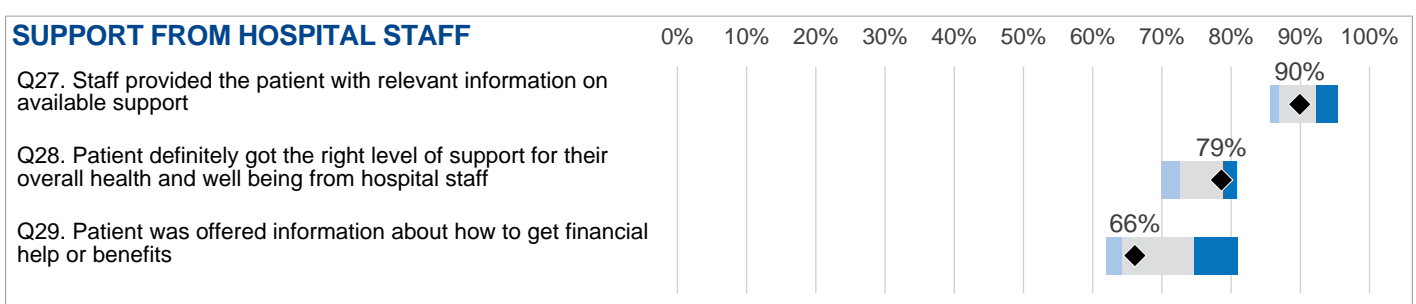 SUPPORT FROM HOSPITAL STAFF 0% 10% 20% 30% 40% 50% 60% 70% 80% 90% 100%
Q27. Staff provided the patient with relevant information on
available support
90%
Q28. Patient definitely got the right level of support for their
overall health and well being from hospital staff
79%
Q29. Patient was offered information about how to get financial
help or benefits
66%